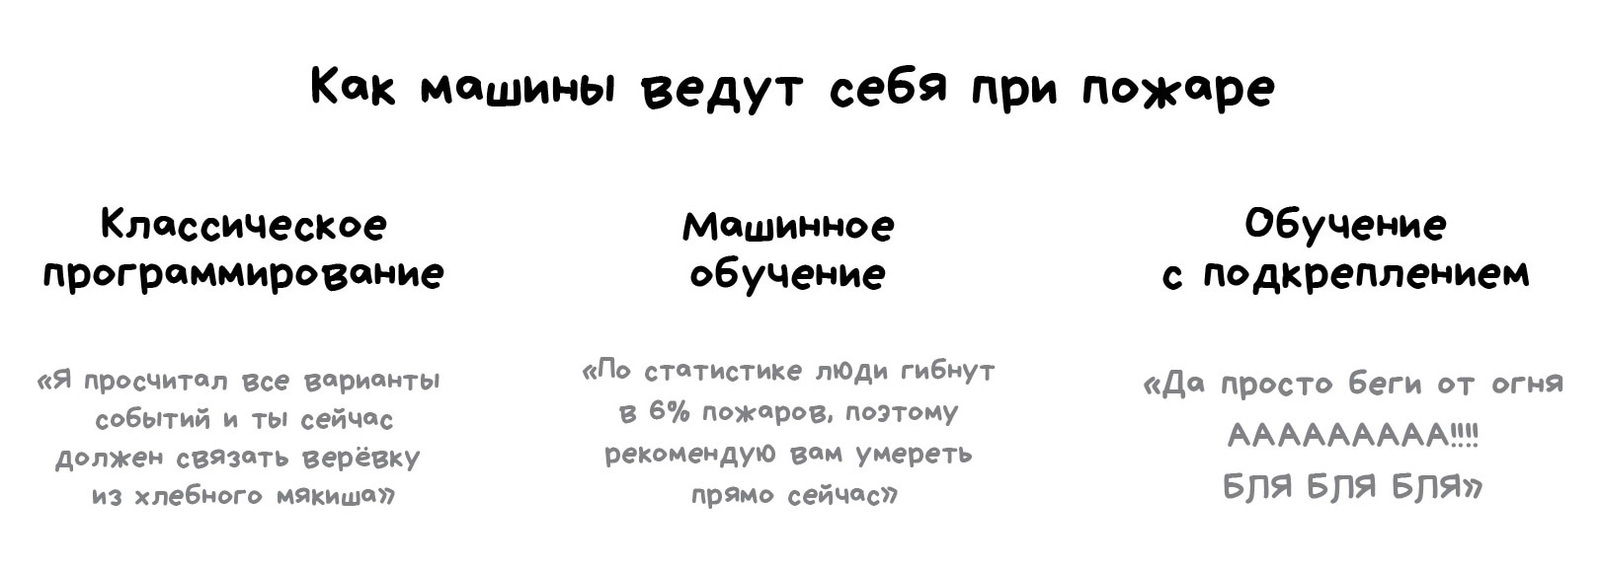 Как машины ведут себя при пожаре
Классическое
программирование
«Я просчитал все варианты
событий и ты сейчас
должен связать верёвку
из хлебного мякиша»
Машинное
обучение
«По статистике люди гибнут
в 6% пожаров, поэтому
рекомендую вам умереть
прямо сейчас»
Обучение
с подкреплением
«Да просто беги от огня
ААААААААА!!!!
БЛЯ БЛЯ БЛЯ»